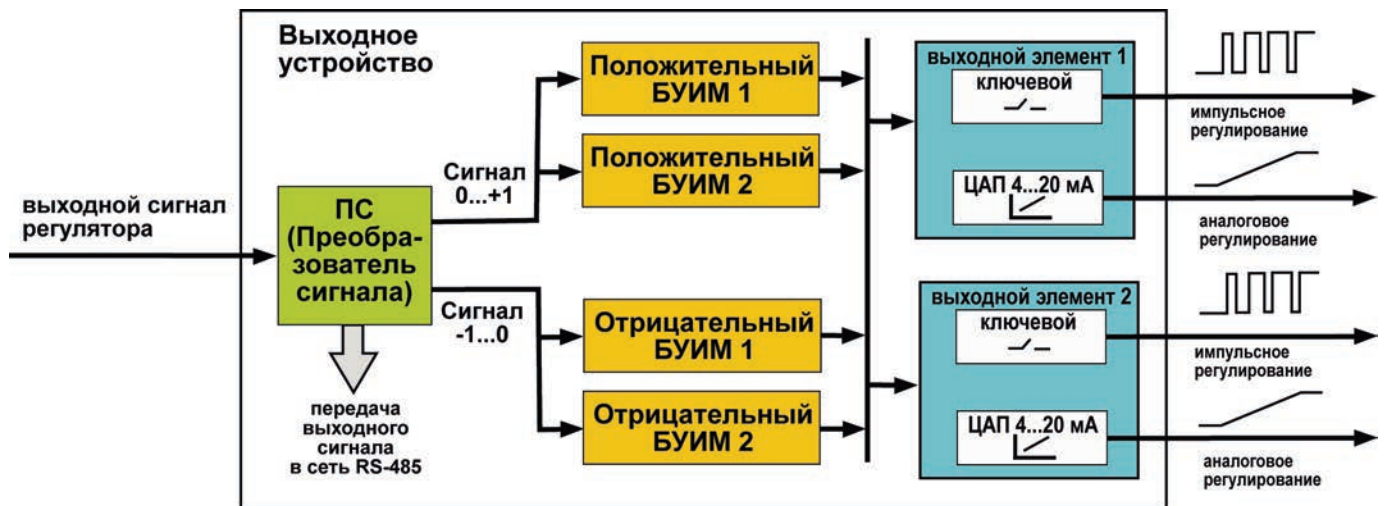 Выходное
устройство
выходной сигнал
регулятора
ПС
(Преобра-
зователь
сигнала)
передача
выходного
сигнала
в сеть RS-485
Сигнал
0...+1
Сигнал
-1...0
Положительный
БУИМ 1
Положительный
БУИМ 2
Отрицательный
БУИМ 1
Отрицательный
БУИМ 2
выходной элемент 1
ключевой
ЦАП 4...20 мА
импульсное
регулирование
аналоговое
регулирование
выходной элемент 2
ключевой
ЦАП 4...20 мА
импульсное
регулирование
аналоговое
регулирование